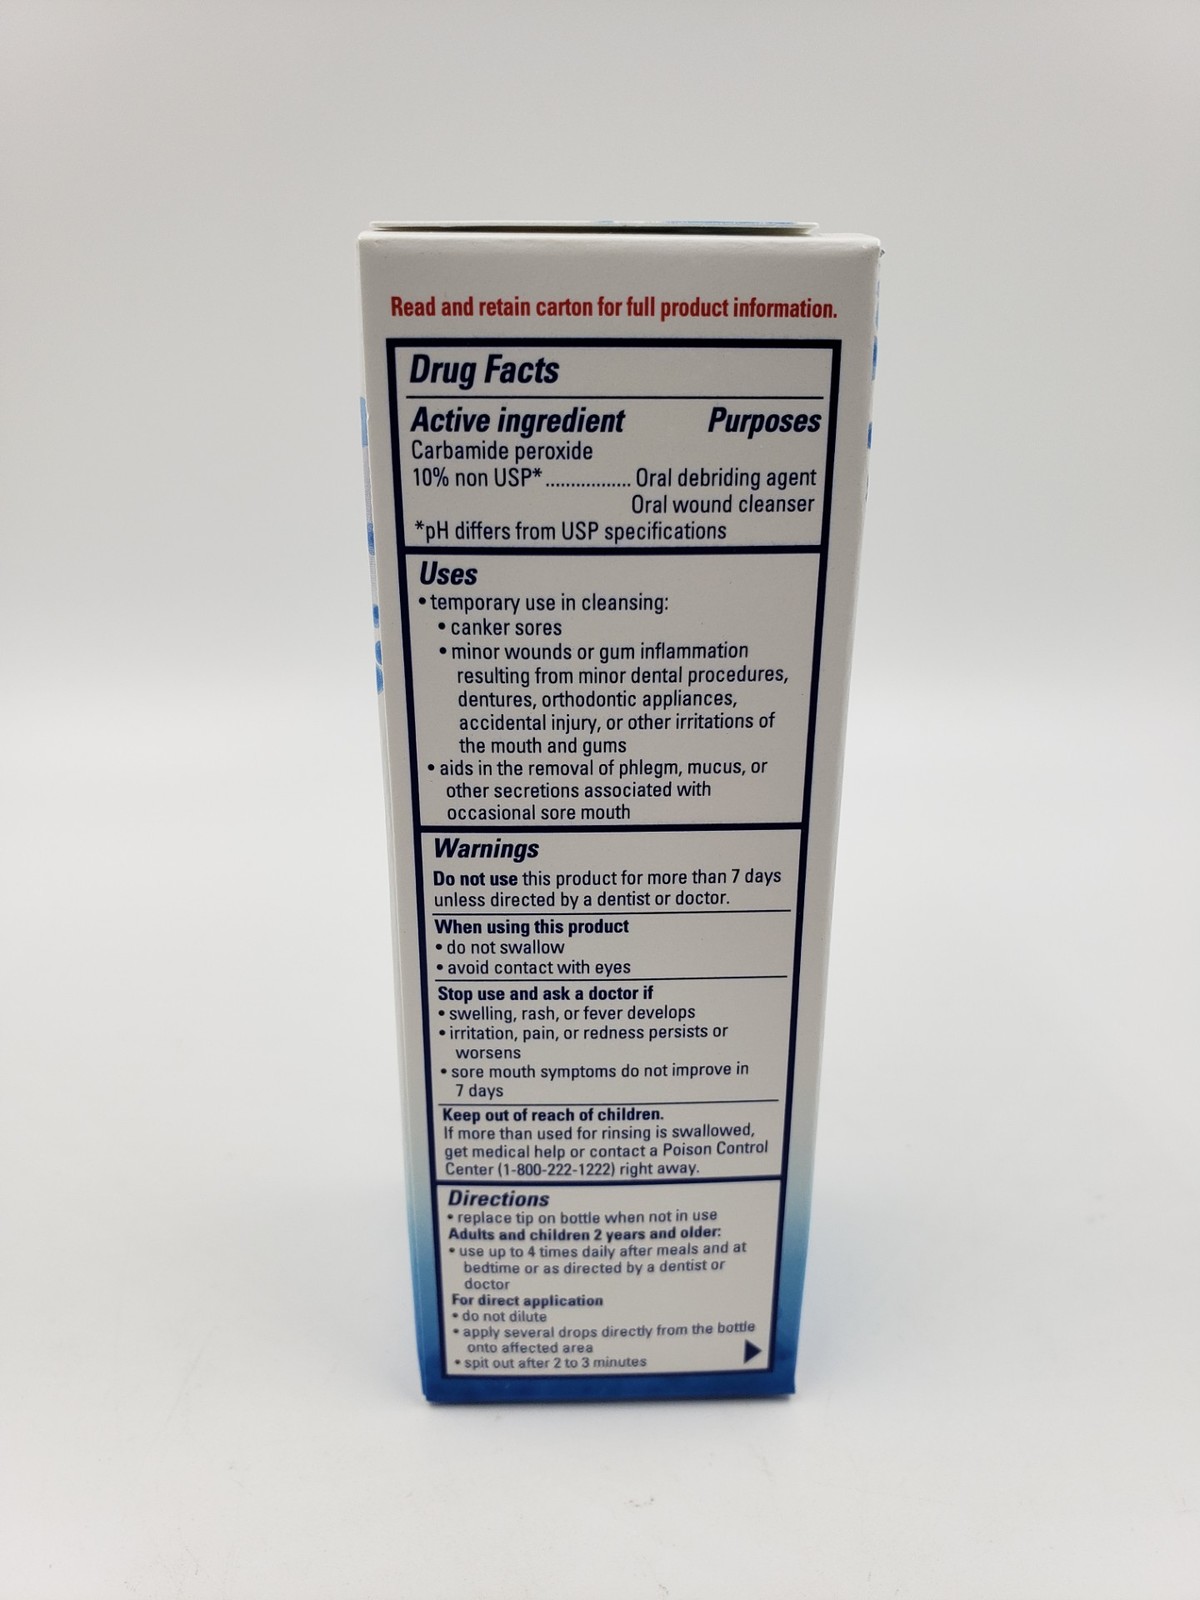 Read and retain carton for full product information.
Drug Facts
Active ingredient Purposes
Carbamide peroxide
10% non USP* ................. Oral debriding agent
Oral wound cleanser
*pH differs from USP specifications
Uses
• temporary use in cleansing:
• canker sores
• minor wounds or gum inflammation
resulting from minor dental procedures,
dentures, orthodontic appliances,
accidental injury, or other irritations of
the mouth and gums
• aids in the removal of phlegm, mucus, or
other secretions associated with
occasional sore mouth
Warnings
Do not use this product for more than 7 days
unless directed by a dentist or doctor.
When using this product
• do not swallow
• avoid contact with eyes
Stop use and ask a doctor if
• swelling, rash, or fever develops
• irritation, pain, or redness persists or
worsens
• sore mouth symptoms do not improve in
7 days
Keep out of reach of children.
If more than used for rinsing is swallowed,
get medical help or contact a Poison Control
Center (1-800-222-1222) right away.
Directions
• replace tip on bottle when not in use
Adults and children 2 years and older:
• use up to 4 times daily after meals and at
bedtime or as directed by a dentist or
doctor
For direct application
• do not dilute
• apply several drops directly from the bottle
onto affected area
• spit out after 2 to 3 minutes